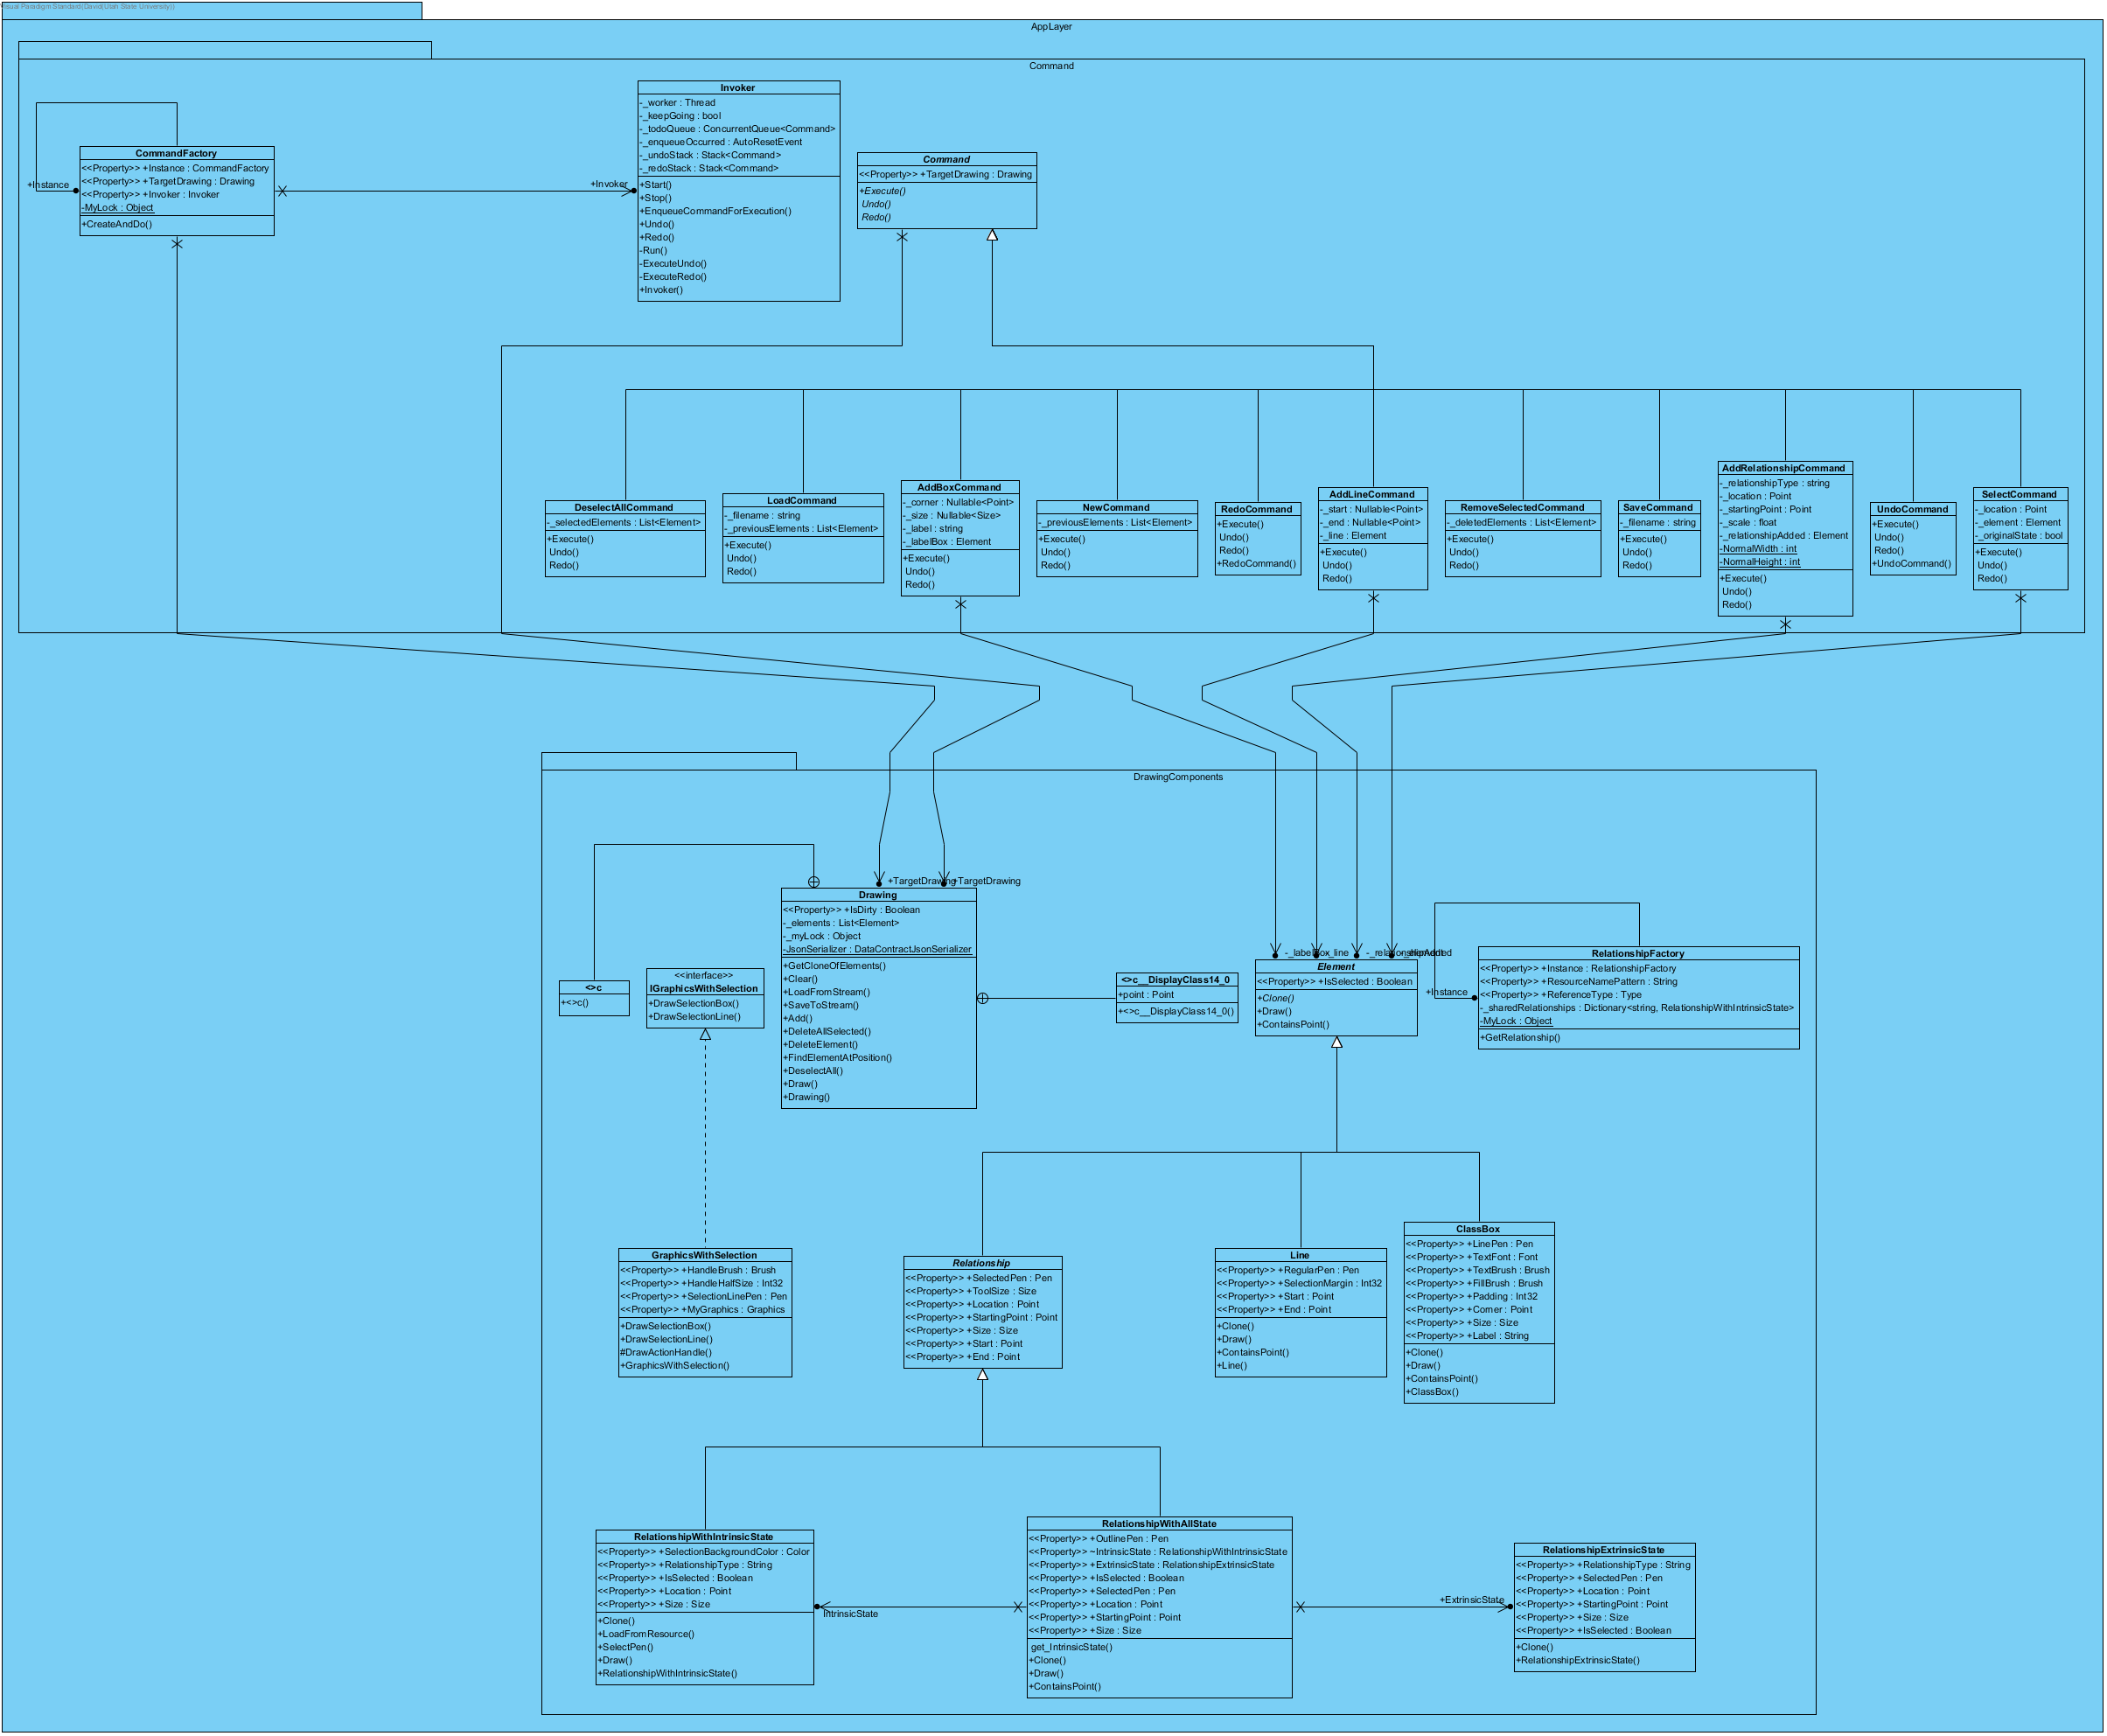 Visual Paradigm Standard(David(Utah State University))
AppLayer
Command
Invoker
-_worker : Thread
-_keepGoing : bool
-_todoQueue : ConcurrentQueue<Command>
-_enqueueOccurred : AutoResetEvent
-_undoStack : Stack<Command>
-_redoStack : Stack<Command>
+Start()
+Stop()
+EnqueueCommandForExecution()
+Undo()
+Redo()
-Run()
-ExecuteUndo()
-ExecuteRedo()
+Invoker()
CommandFactory
<<Property>> +Instance : CommandFactory
<<Property>> +TargetDrawing : Drawing
<<Property>> +Invoker : Invoker
-MyLock : Object
+CreateAndDo()
+Instance
+Invoker
Command
<<Property>> +TargetDrawing : Drawing
+Execute()
Undo()
Redo()
DeselectAllCommand
-_selectedElements : List<Element>
+Execute()
Undo()
Redo()
LoadCommand
-_filename : string
-_previousElements : List<Element>
+Execute()
Undo()
Redo()
AddBoxCommand
-_corner : Nullable<Point>
-_size : Nullable<Size>
-_label : string
-_labelBox : Element
+Execute()
Undo()
Redo()
NewCommand
-_previousElements : List<Element>
+Execute()
Undo()
Redo()
RedoCommand
+Execute()
Undo()
Redo()
+RedoCommand()
AddLineCommand
-_start : Nullable<Point>
-_end : Nullable<Point>
-_line : Element
+Execute()
Undo()
Redo()
RemoveSelectedCommand
-_deletedElements : List<Element>
+Execute()
Undo()
Redo()
SaveCommand
-_filename : string
+Execute()
Undo()
Redo()
AddRelationshipCommand
-_relationshipType : string
-_location : Point
-_startingPoint : Point
-_scale : float
-_relationshipAdded : Element
-NormalWidth : int
-NormalHeight : int
+Execute()
Undo()
Redo()
UndoCommand
+Execute()
Undo()
Redo()
+UndoCommand()
SelectCommand
-_location : Point
-_element : Element
-_originalState : bool
+Execute()
Undo()
Redo()
DrawingComponents
+TargetDrawing
+TargetDrawing
Drawing
<<Property>> +IsDirty : Boolean
-_elements : List<Element>
-_myLock : Object
-JsonSerializer : DataContractJsonSerializer
+GetCloneOfElements()
+Clear()
+LoadFromStream()
+SaveToStream()
+Add()
+DeleteAllSelected()
+DeleteElement()
+FindElementAtPosition()
+DeselectAll()
+Draw()
+Drawing()
<>c
+<>c()
<<interface>>
IGraphicsWithSelection
+DrawSelectionBox()
+DrawSelectionLine()
<>c__DisplayClass14_0
+point : Point
+<>c__DisplayClass14_0()
-_labelBox
-_line
Element
<<Property>> +IsSelected : Boolean
+Clone()
+Draw()
+ContainsPoint()
+Instance
RelationshipFactory
<<Property>> +Instance : RelationshipFactory
<<Property>> +ResourceNamePattern : String
<<Property>> +ReferenceType : Type
-_sharedRelationships : Dictionary<string, RelationshipWithIntrinsicState>
-MyLock : Object
+GetRelationship()
GraphicsWithSelection
<<Property>> +HandleBrush : Brush
<<Property>> +HandleHalfSize : Int32
<<Property>> +SelectionLinePen : Pen
<<Property>> +MyGraphics : Graphics
+DrawSelectionBox()
+DrawSelectionLine()
#DrawActionHandle()
+GraphicsWithSelection()
Relationship
<<Property>> +SelectedPen : Pen
<<Property>> +ToolSize : Size
<<Property>> +Location : Point
<<Property>> +StartingPoint : Point
<<Property>> +Size : Size
<<Property>> +Start : Point
<<Property>> +End : Point
Line
<<Property>> +RegularPen : Pen
<<Property>> +SelectionMargin : Int32
<<Property>> +Start : Point
<<Property>> +End : Point
+Clone()
+Draw()
+ContainsPoint()
+Line()
ClassBox
<<Property>> +LinePen : Pen
<<Property>> +TextFont : Font
<<Property>> +TextBrush : Brush
<<Property>> +FillBrush : Brush
<<Property>> +Padding : Int32
<<Property>> +Corner : Point
<<Property>> +Size : Size
<<Property>> +Label : String
+Clone()
+Draw()
+ContainsPoint()
+ClassBox()
RelationshipWithIntrinsicState
<<Property>> +SelectionBackgroundColor : Color
<<Property>> +RelationshipType : String
<<Property>> +IsSelected : Boolean
<<Property>> +Location : Point
<<Property>> +Size : Size
+Clone()
+LoadFromResource()
+SelectPen()
+Draw()
+RelationshipWithIntrinsicState()
IntrinsicState
RelationshipWithAllState
<<Property>> +OutlinePen : Pen
<<Property>> ~IntrinsicState : RelationshipWithIntrinsicState
<<Property>> +ExtrinsicState : RelationshipExtrinsicState
<<Property>> +IsSelected : Boolean
<<Property>> +SelectedPen : Pen
<<Property>> +Location : Point
<<Property>> +StartingPoint : Point
<<Property>> +Size : Size
get_IntrinsicState()
+Clone()
+Draw()
+ContainsPoint()
+ExtrinsicState
RelationshipExtrinsicState
<<Property>> +RelationshipType : String
<<Property>> +SelectedPen : Pen
<<Property>> +Location : Point
<<Property>> +StartingPoint : Point
<<Property>> +Size : Size
<<Property>> +IsSelected : Boolean
+Clone()
+RelationshipExtrinsicState()